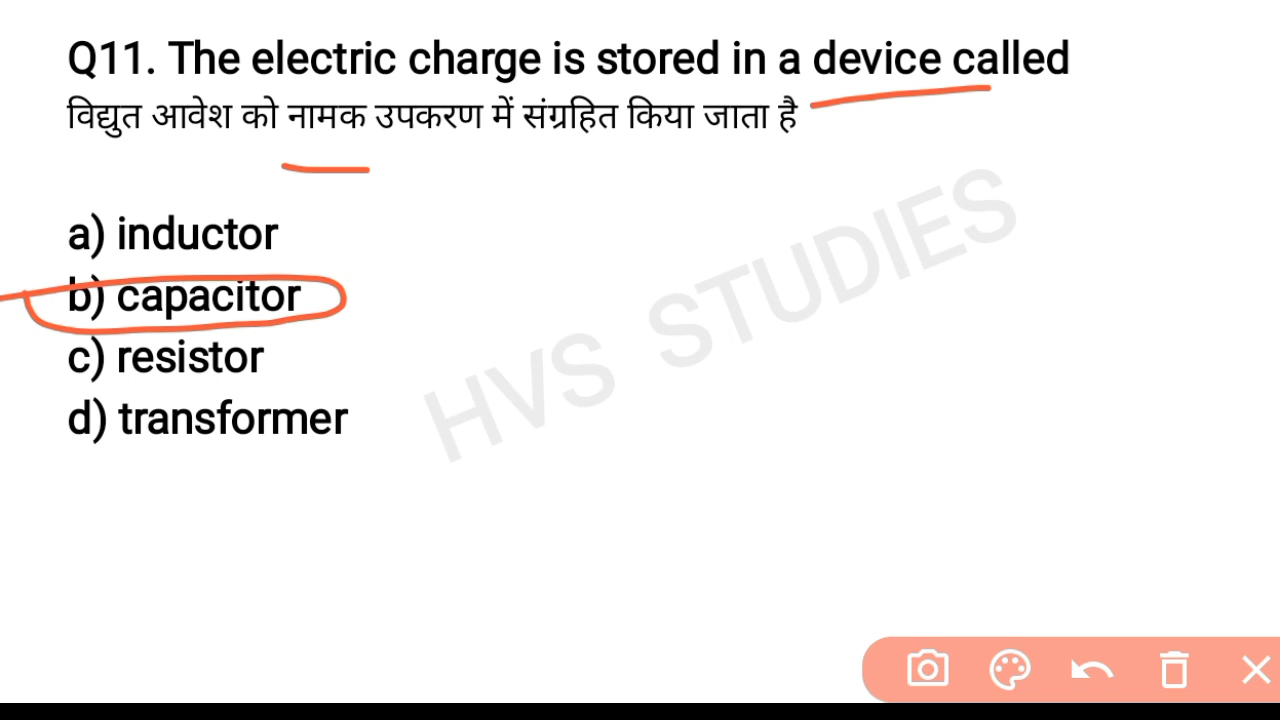 Q11. The electric charge is stored in a device called
विद्युत आवेश को नामक उपकरण में संग्रहित किया जाता है
a) inductor
b) capacitor
c) resistor
d) transformer
HVS STUDIES